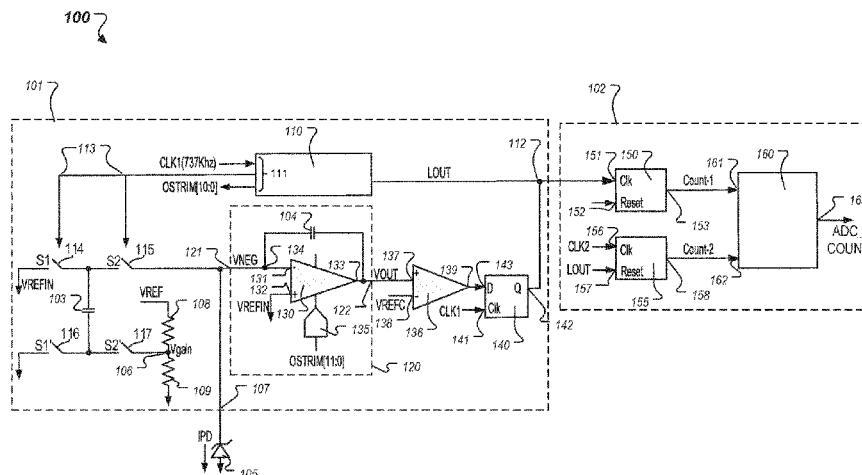 100
101
102
113
CLK1(737Khz)
OSTRIM[10:0]
111
110
LOUT
112
104
S1
114
S2
115
121
VNEG
134
131
132
VREFIN
130
133
VOUT
122
135
OSTRIM[11:0]
120
137
VREFC
138
136
139
CLK1
141
143
D Q
Clk
140
142
VREFIN
103
VREF
108
S1'
116
S2'
117
Vgain
106
109
107
IPD
105
151
Clk
150
Reset
152
Count-1
153
161
160
156
CLK2
Clk
LOUT
Reset
157
155
Count-2
158
162
ADC_
COUN